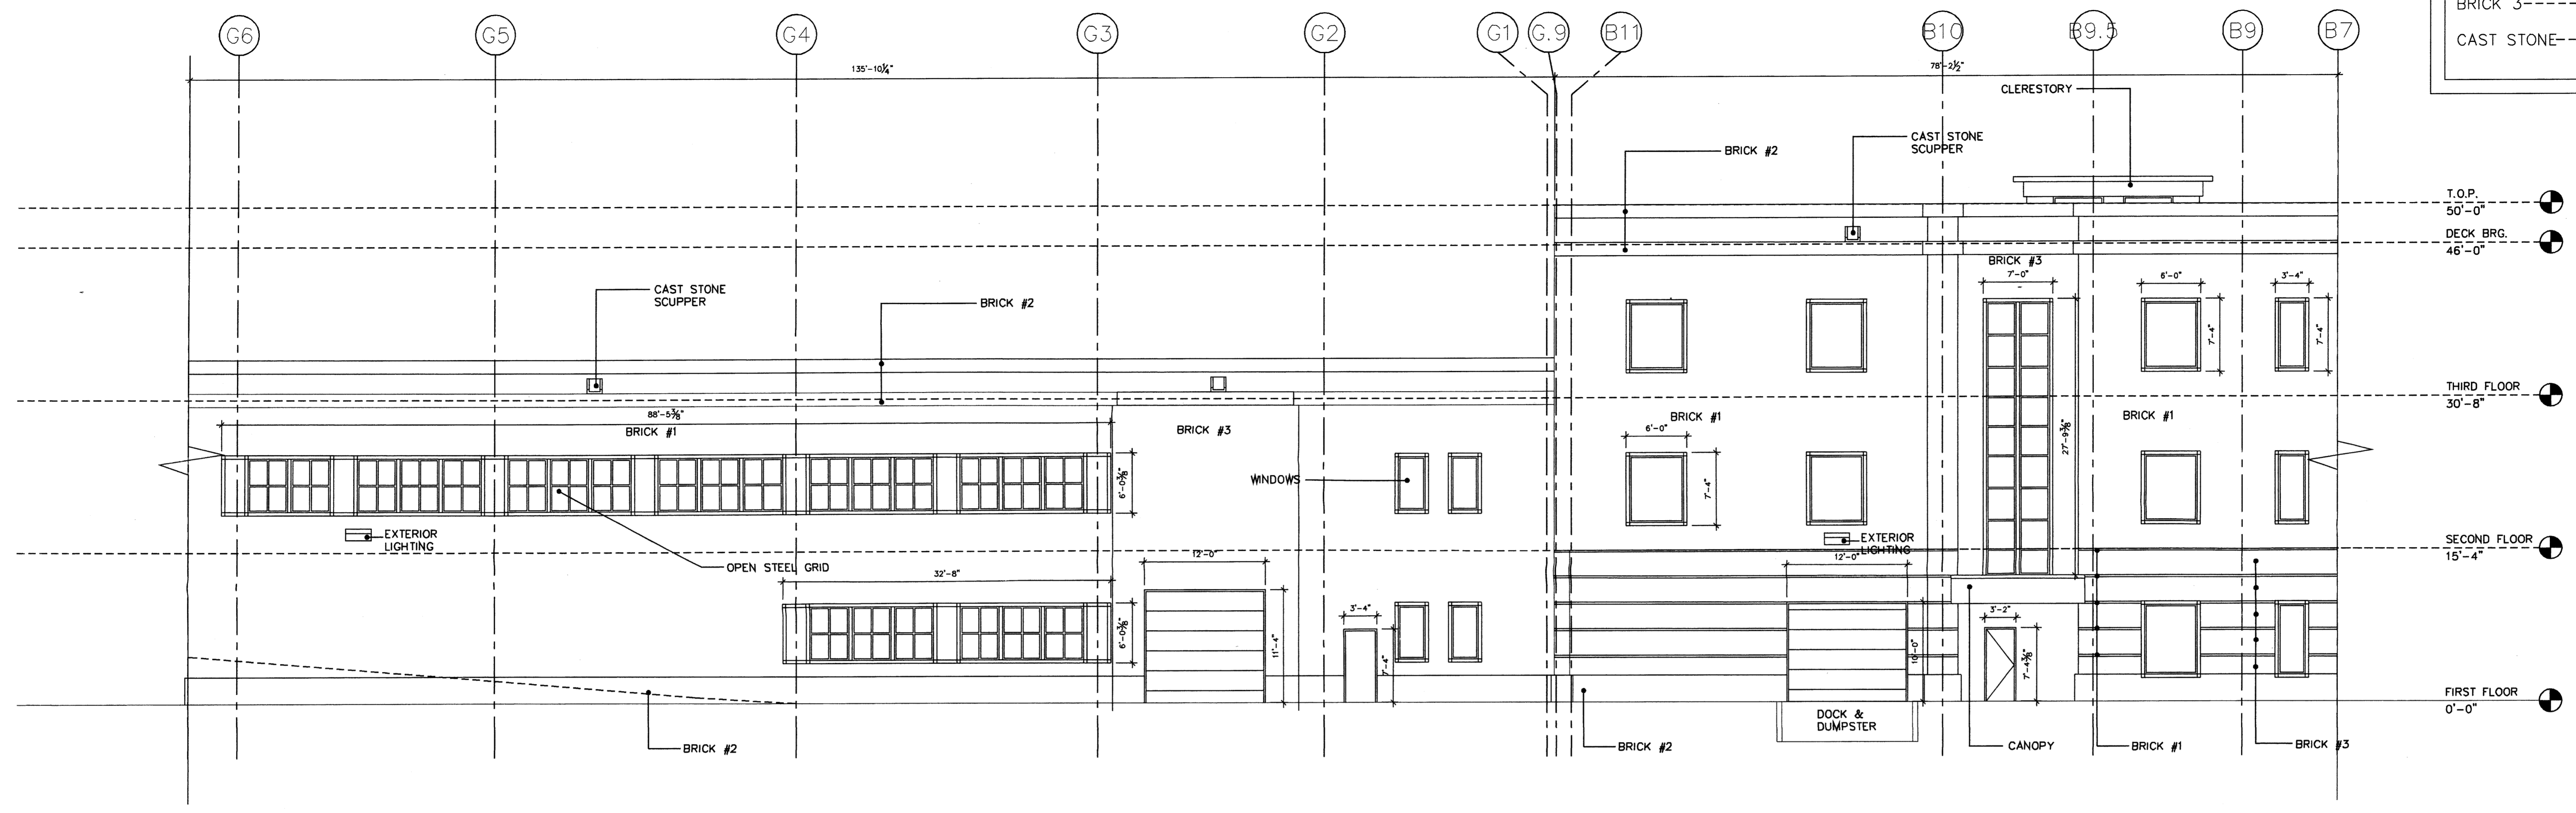 BRICK 3
CAST STONE
G6
G5
G4
G3
G2
G1
G.9
B11
B10
B9.5
B9
B7
135'-10¼"
78'-2½"
CLERESTORY
CAST STONE
SCUPPER
BRICK #2
T.O.P.
50'-0"
DECK BRG.
46'-0"
BRICK #3
7'-0"
6'-0"
3'-4"
CAST STONE
SCUPPER
BRICK #2
7'-4"
7'-4"
THIRD FLOOR
30'-8"
88'-5⅜"
BRICK #1
BRICK #3
BRICK #1
BRICK #1
6'-0"
27'-9⅜"
6'-0⅜"
WINDOWS
7'-4"
EXTERIOR
LIGHTING
EXTERIOR
LIGHTING
SECOND FLOOR
15'-4"
OPEN STEEL GRID
12'-0"
12'-0"
32'-8"
3'-4"
3'-2"
6'-0⅜"
11'-4"
7'-4"
10'-0"
7'-4⅜"
FIRST FLOOR
0'-0"
DOCK &
DUMPSTER
BRICK #2
BRICK #2
CANOPY
BRICK #1
BRICK #3